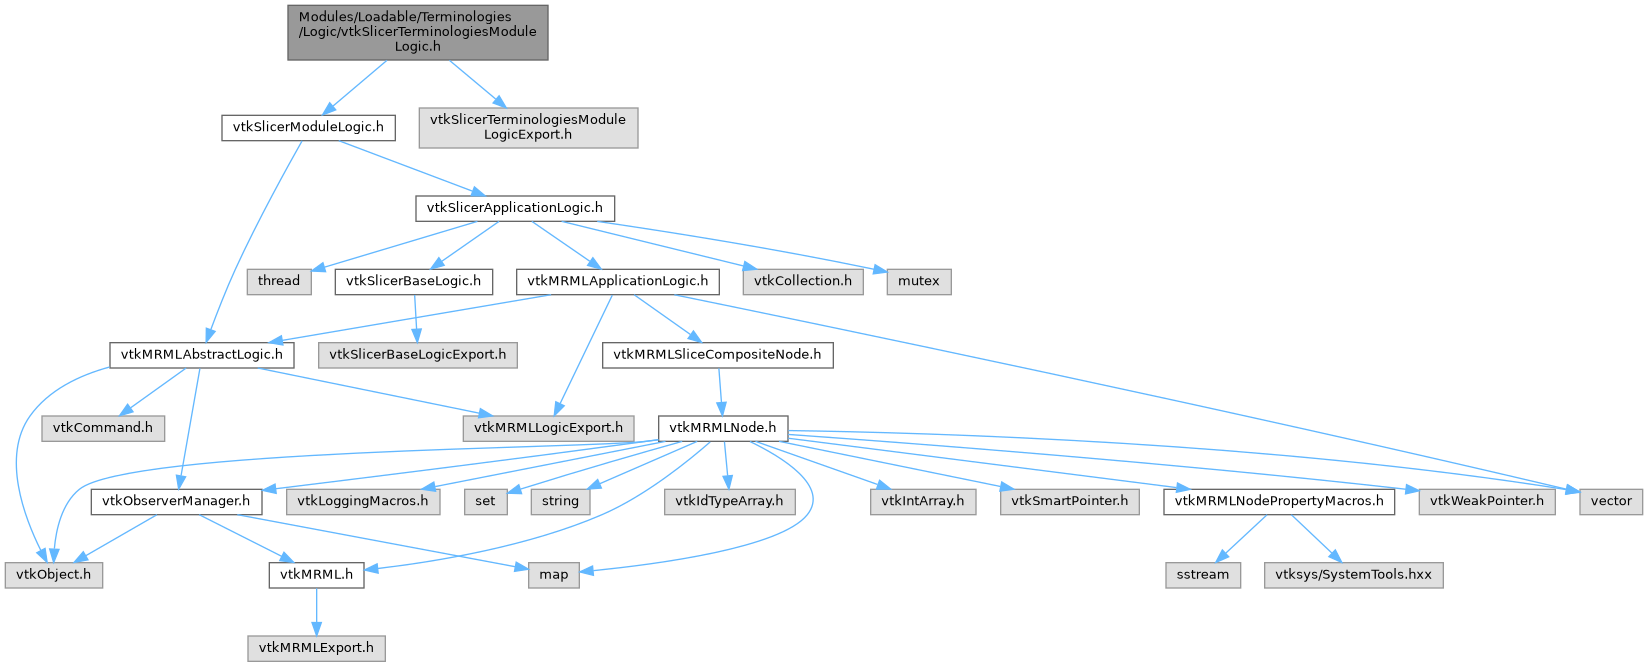 Modules/Loadable/Terminologies
/Logic/vtkSlicerTerminologiesModule
Logic.h
vtkSlicerModuleLogic.h
vtkSlicerTerminologiesModule
LogicExport.h
vtkSlicerApplicationLogic.h
thread
vtkSlicerBaseLogic.h
vtkMRMLApplicationLogic.h
vtkCollection.h
mutex
vtkMRMLAbstractLogic.h
vtkSlicerBaseLogicExport.h
vtkMRMLSliceCompositeNode.h
vtkCommand.h
vtkMRMLLogicExport.h
vtkMRMLNode.h
vtkObserverManager.h
vtkLoggingMacros.h
set
string
vtkIdTypeArray.h
vtkIntArray.h
vtkSmartPointer.h
vtkMRMLNodePropertyMacros.h
vtkWeakPointer.h
vector
vtkObject.h
vtkMRML.h
map
sstream
vtksys/SystemTools.hxx
vtkMRMLExport.h